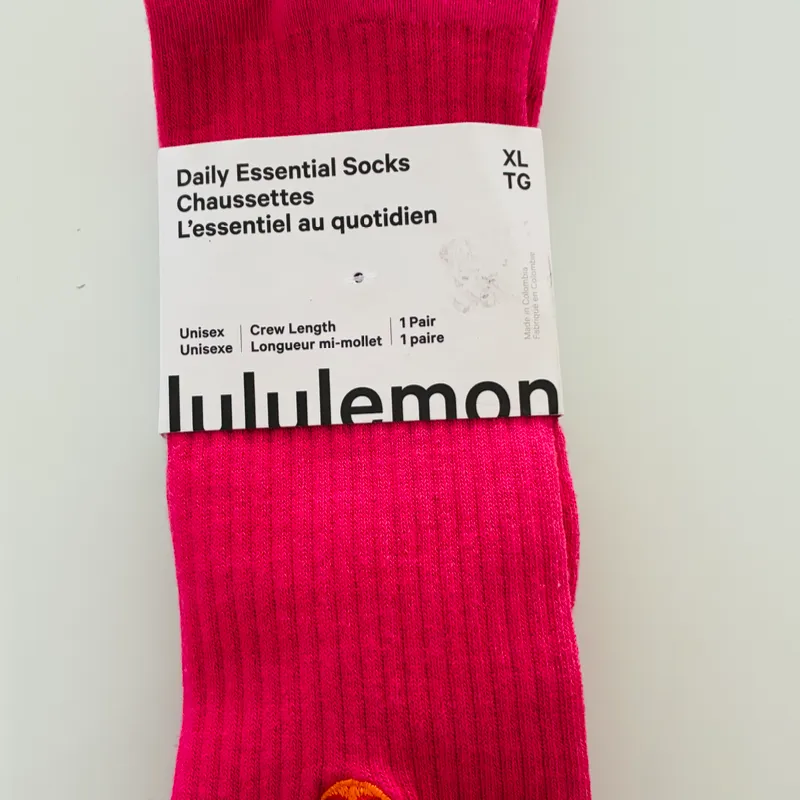 Daily Essential Socks
Chaussettes
L'essentiel au quotidien
XL
TG
Made in Colombia
Fabriqué en Colombie
Unisex
Unisexe
Crew Length
Longueur mi-mollet
1 Pair
1 paire
lululemon